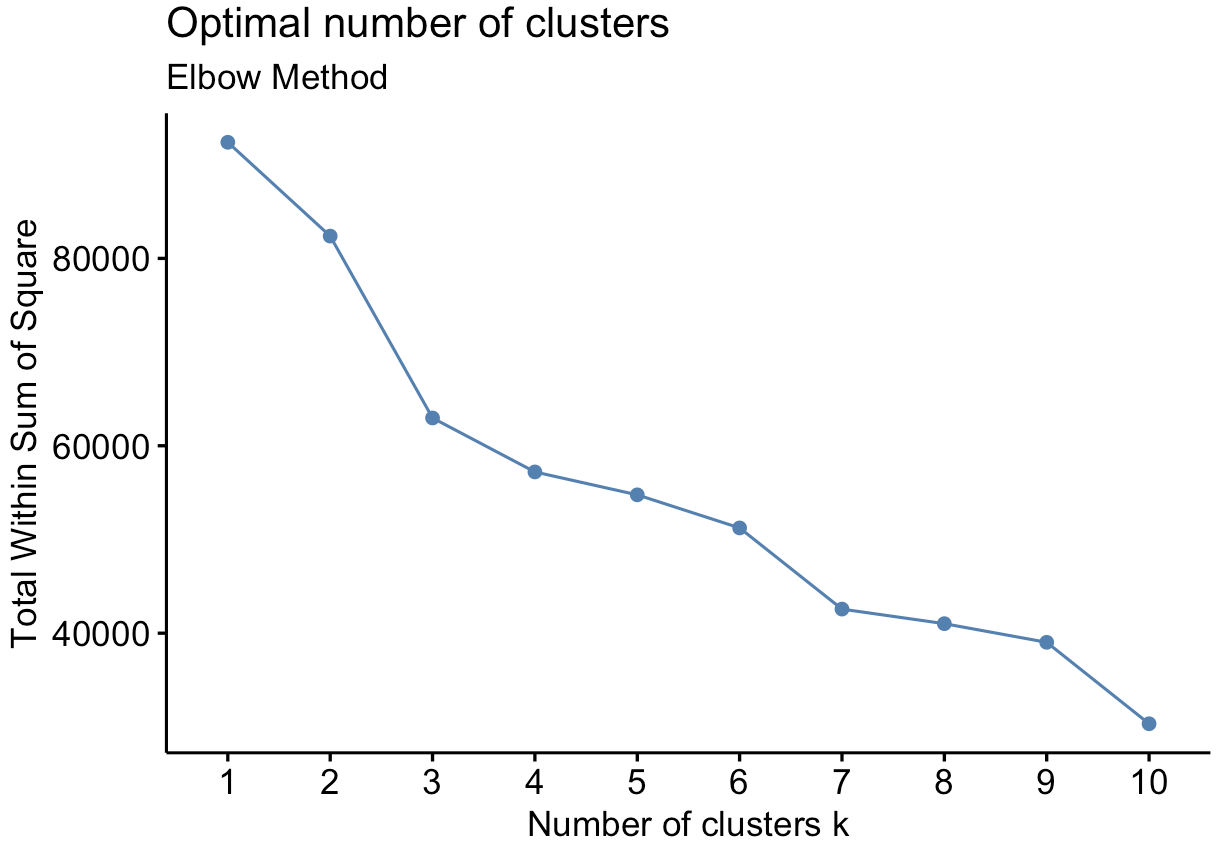 Optimal number of clusters
Elbow Method
Total Within Sum of Square
80000
60000
40000
1 2 3 4 5 6 7 8 9 10
Number of clusters k